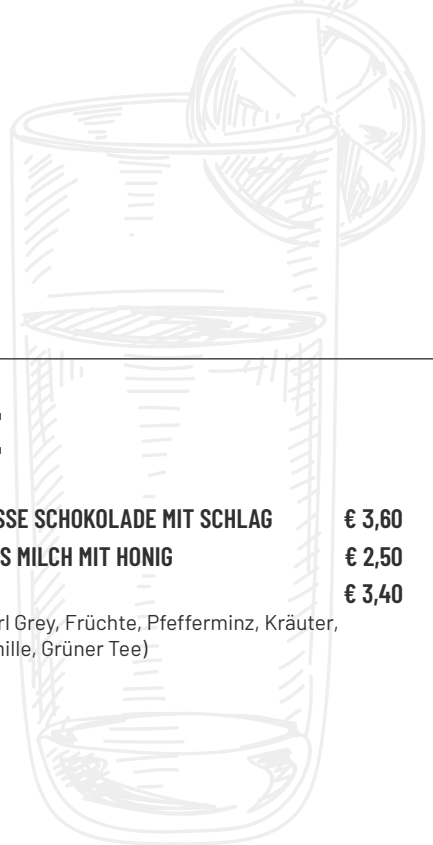 SSE SCHOKOLADE MIT SCHLAG € 3,60
S MILCH MIT HONIG € 2,50
€ 3,40
rl Grey, Früchte, Pfefferminz, Kräuter,
nille, Grüner Tee)